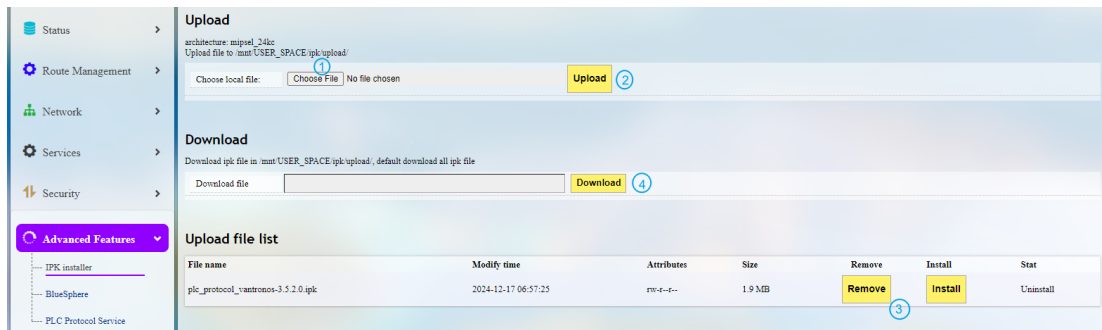 Status
Route Management
Network
Services
Security
Advanced Features
IPK installer
BlueSphere
PLC Protocol Service
Upload
architecture: mipsel_24kc
Upload file to /mnt/USER_SPACE/ipk/upload/
1
Choose local file: Choose File No file chosen Upload 2
Download
Download ipk file in /mnt/USER_SPACE/ipk/upload/, default download all ipk file
Download file Download 4
Upload file list
File name Modify time Attributes Size Remove Install Stat
plc_protocol_vantronos-3.5.2.0.ipk 2024-12-17 06:57:25 rw-r--r-- 1.9 MB Remove Install Uninstall
3